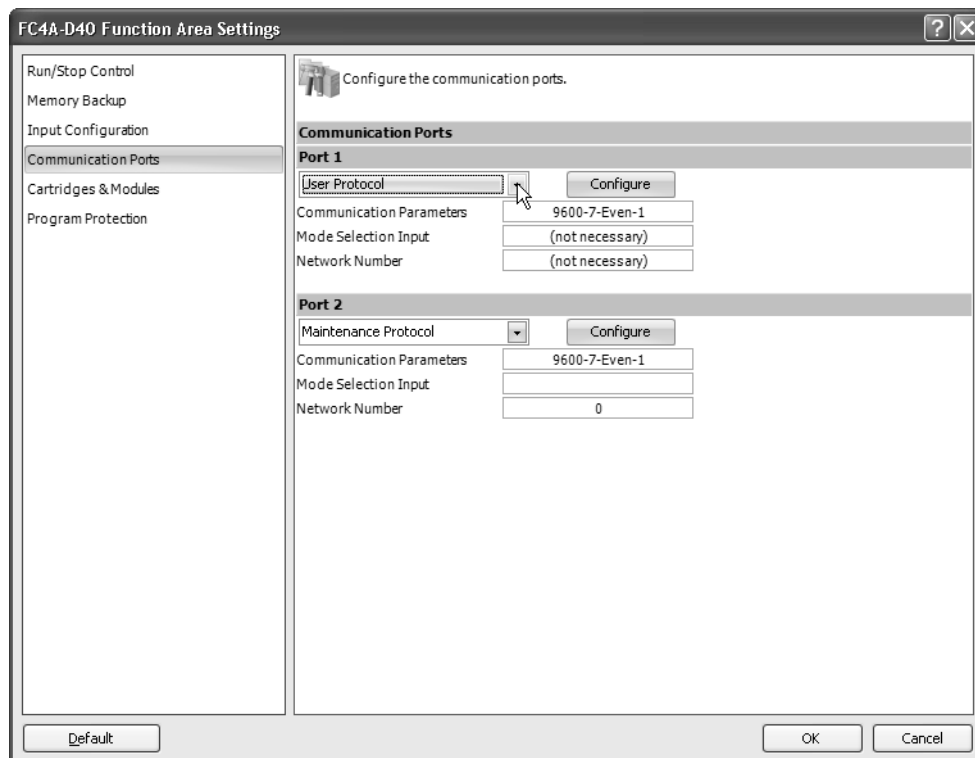 FC4A-D40 Function Area Settings
Run/Stop Control
Memory Backup
Input Configuration
Communication Ports
Cartridges & Modules
Program Protection
Configure the communication ports.
Communication Ports
Port 1
User Protocol Configure
Communication Parameters 9600-7-Even-1
Mode Selection Input (not necessary)
Network Number (not necessary)
Port 2
Maintenance Protocol Configure
Communication Parameters 9600-7-Even-1
Mode Selection Input
Network Number 0
Default OK Cancel